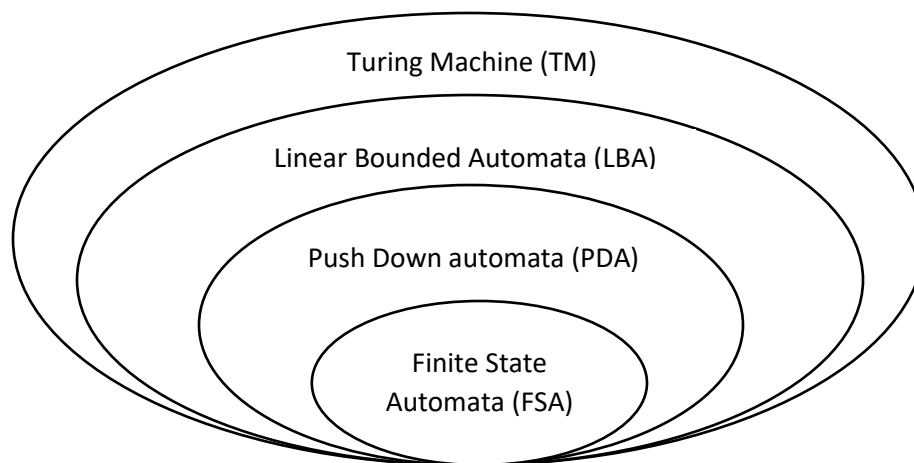 Turing Machine (TM)
Linear Bounded Automata (LBA)
Push Down automata (PDA)
Finite State
Automata (FSA)